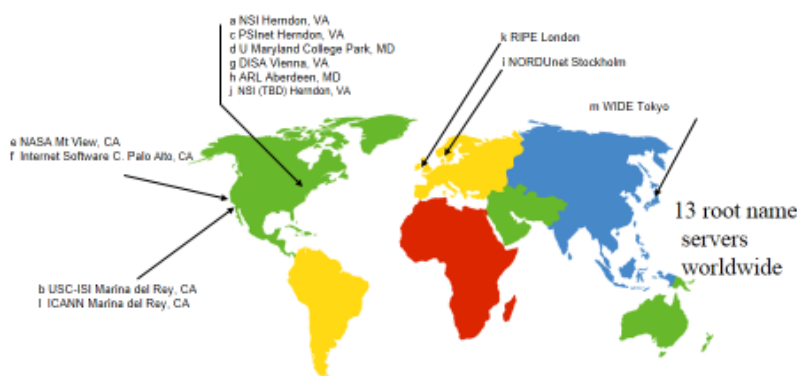 a NSI Herndon, VA
c PSInet Herndon, VA
d U Maryland College Park, MD
g DISA Vienna, VA
h ARL Aberdeen, MD
j NSI (TBD) Herndon, VA
k RIPE London
i NORDUnet Stockholm
m WIDE Tokyo
e NASA Mt View, CA
f Internet Software C. Palo Alto, CA
13 root name
servers
worldwide
b USC-ISI Marina del Rey, CA
l ICANN Marina del Rey, CA